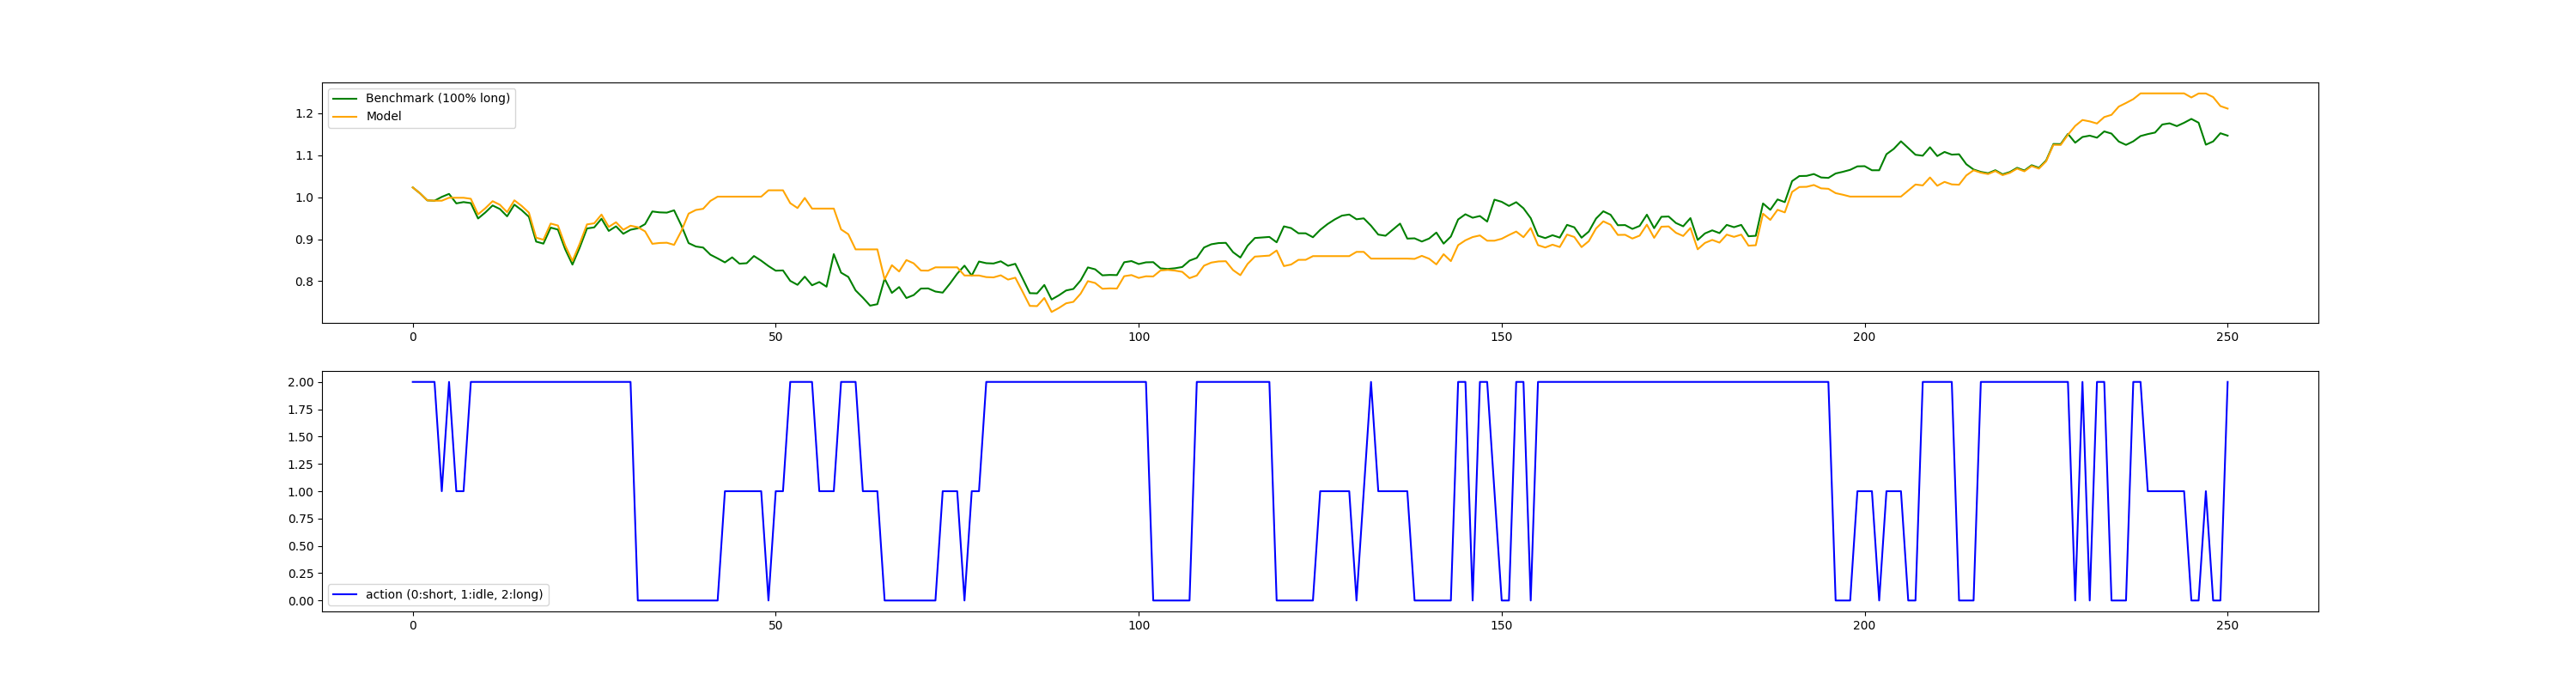 Benchmark (100% long)
Model
1.2
1.1
1.0
0.9
0.8
0 50 100 150 200 250
2.00
1.75
1.50
1.25
1.00
0.75
0.50
0.25
0.00
action (0:short, 1:idle, 2:long)
0 50 100 150 200 250